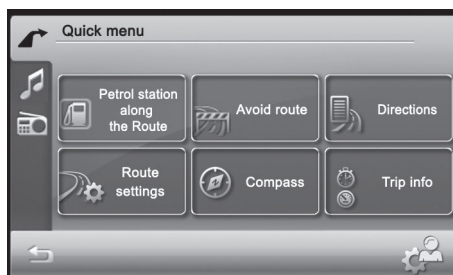 Quick menu
Petrol station
along
the Route
Avoid route
Directions
Route
settings
Compass
Trip info